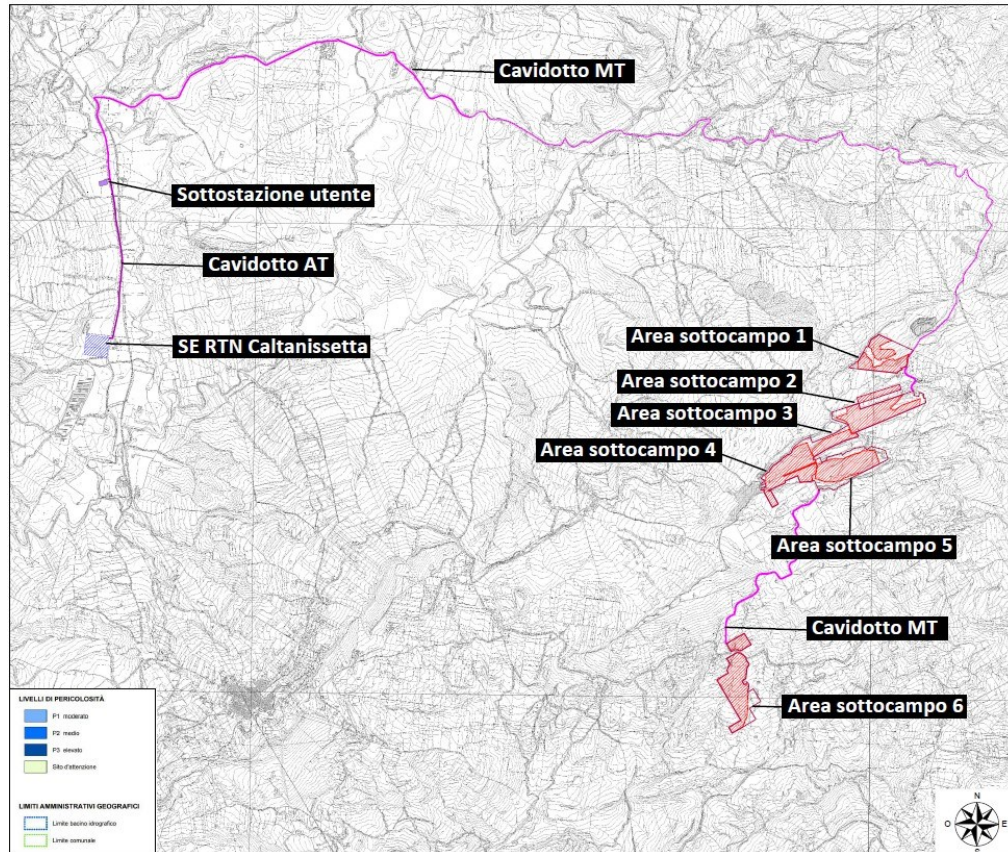 Cavidotto MT
Sottostazione utente
Cavidotto AT
SE RTN Caltanissetta
Area sottocampo 1
Area sottocampo 2
Area sottocampo 3
Area sottocampo 4
Area sottocampo 5
Cavidotto MT
Area sottocampo 6
LIVELLI DI PERICOLOSITÀ
P1 moderato
P2 medio
P3 elevato
Sito d'attenzione
LIMITI AMMINISTRATIVI GEOGRAFICI
Limite bacino idrografico
Limite comunale
N
O
E
S